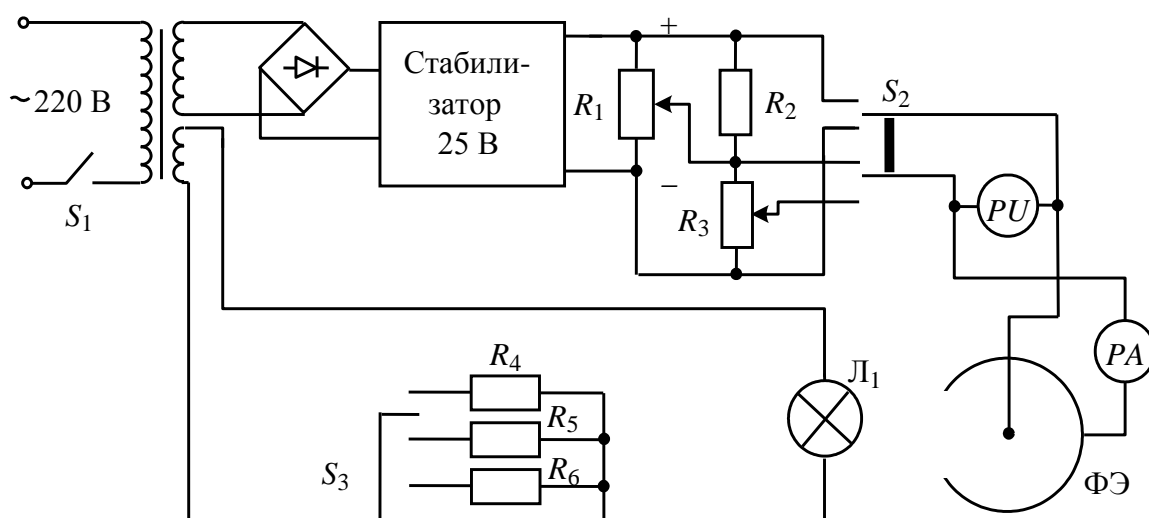 ~220 В
S1
Стабили-
затор
25 В
+
−
R1
R2
R3
S2
PU
PA
ФЭ
Л1
R4
R5
R6
S3